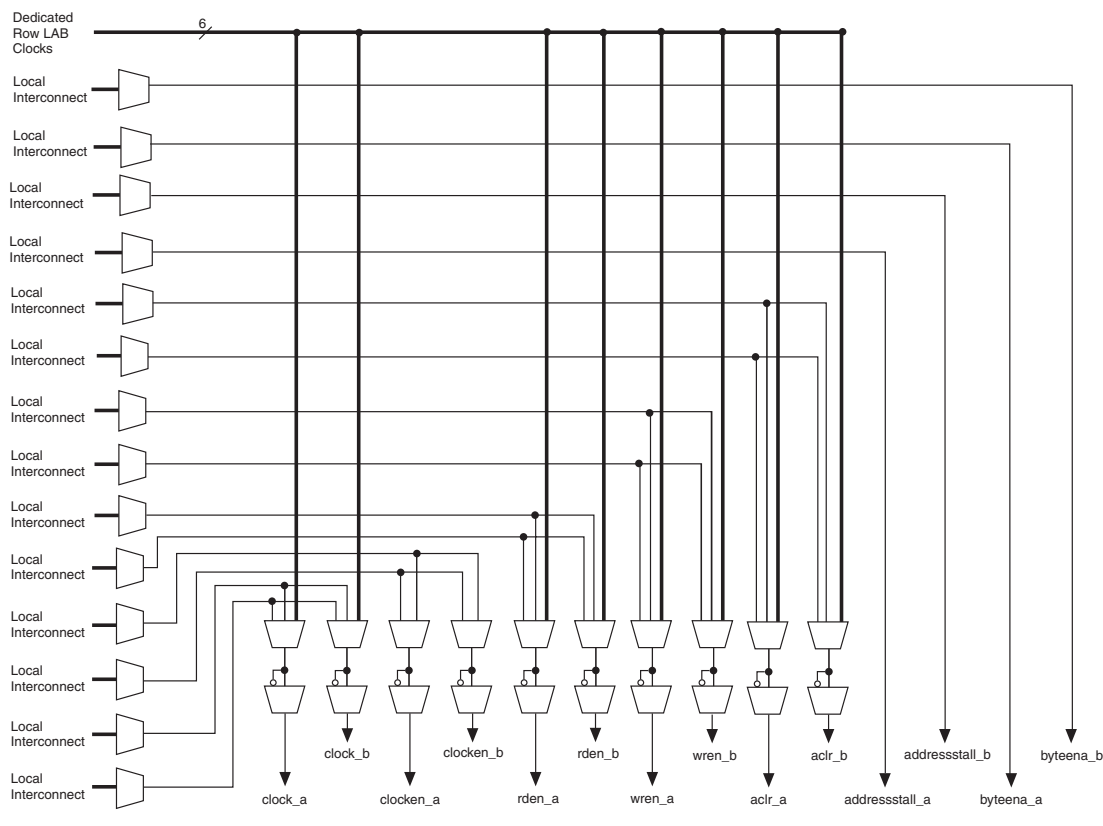 Dedicated
Row LAB
Clocks
6
Local
Interconnect
Local
Interconnect
Local
Interconnect
Local
Interconnect
Local
Interconnect
Local
Interconnect
Local
Interconnect
Local
Interconnect
Local
Interconnect
Local
Interconnect
Local
Interconnect
Local
Interconnect
Local
Interconnect
Local
Interconnect
clock_b
clocken_b
rden_b
wren_b
aclr_b
addressstall_b
byteena_b
clock_a
clocken_a
rden_a
wren_a
aclr_a
addressstall_a
byteena_a